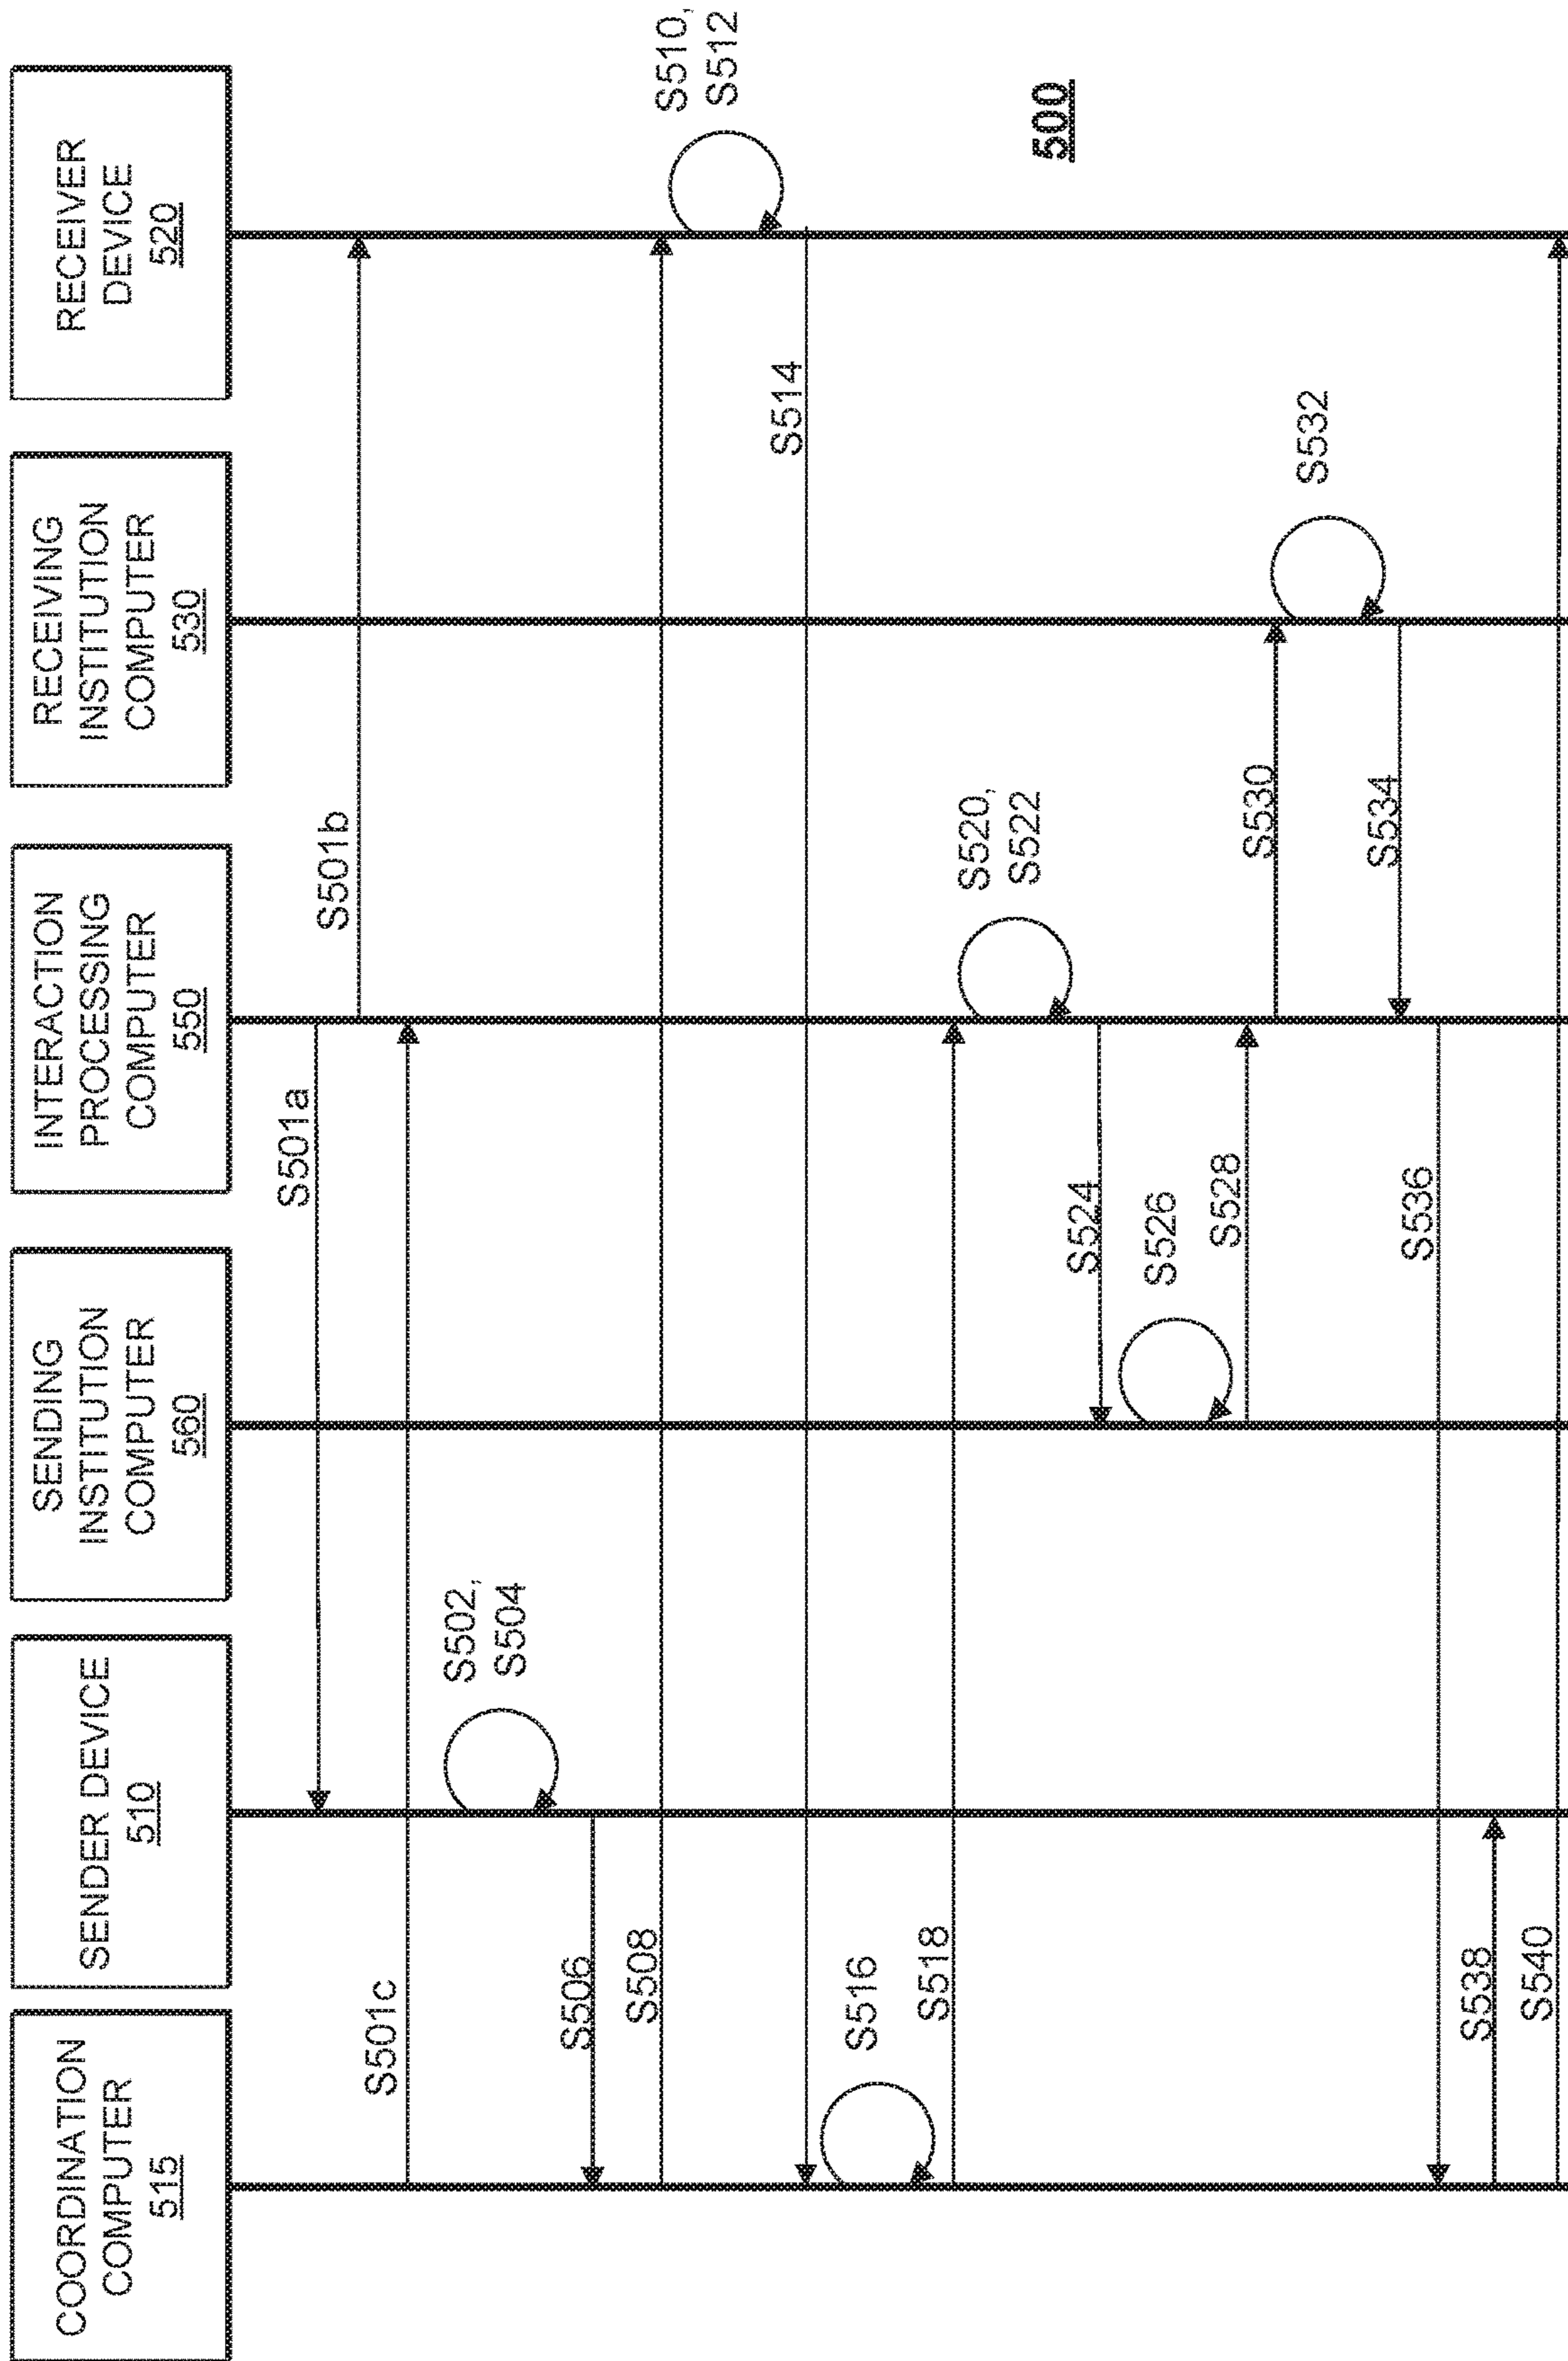 COORDINATION
COMPUTER
515
SENDER DEVICE
510
SENDING
INSTITUTION
COMPUTER
560
INTERACTION
PROCESSING
COMPUTER
550
RECEIVING
INSTITUTION
COMPUTER
530
RECEIVER
DEVICE
520
S501a
S501b
S501c
S502,
S504
S506
S508
S510,
S512
S514
S516
S518
S520,
S522
S524
S526
S528
S530
S532
S534
S536
S538
S540
500